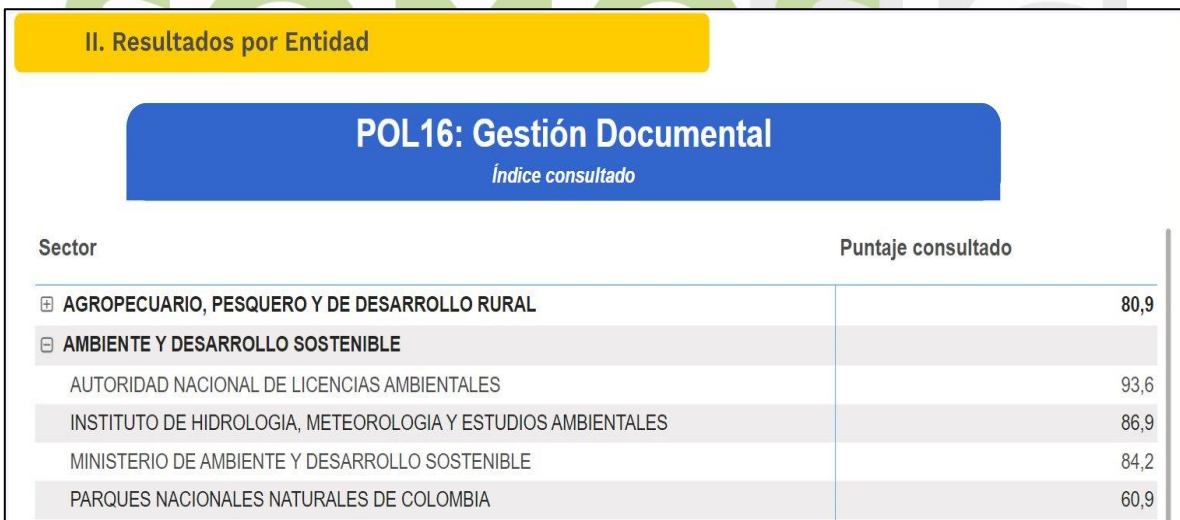 II. Resultados por Entidad
POL16: Gestión Documental
Índice consultado
Sector Puntaje consultado
AGROPECUARIO, PESQUERO Y DE DESARROLLO RURAL 80,9
AMBIENTE Y DESARROLLO SOSTENIBLE
AUTORIDAD NACIONAL DE LICENCIAS AMBIENTALES 93,6
INSTITUTO DE HIDROLOGIA, METEOROLOGIA Y ESTUDIOS AMBIENTALES 86,9
MINISTERIO DE AMBIENTE Y DESARROLLO SOSTENIBLE 84,2
PARQUES NACIONALES NATURALES DE COLOMBIA 60,9